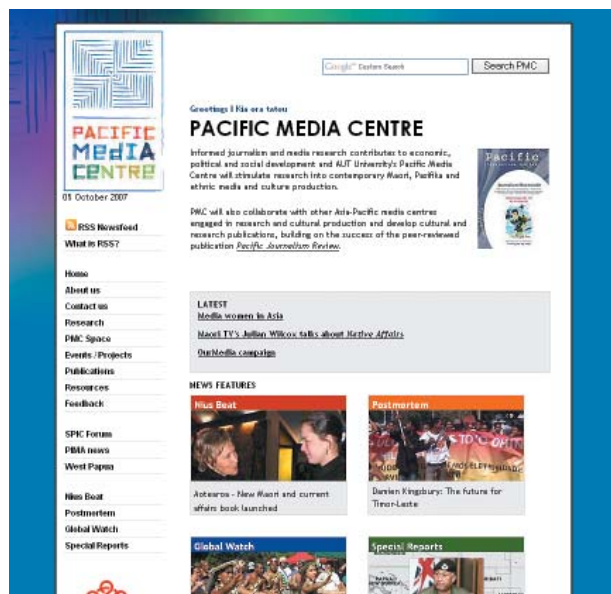 PACIFIC
MEDIA
CENTRE
01 October 2007
RSS Newsfeed
What is RSS?
Home
About us
Contact us
Research
PMC Space
Events / Projects
Publications
Resources
Feedback
SPIC Forum
PIMA news
West Papua
Nius Beat
Postmortem
Global Watch
Special Reports
Google™ Custom Search
Search PMC
Greetings | Kia ora tatou
PACIFIC MEDIA CENTRE
Informed journalism and media research contributes to economic,
political and social development and AUT University's Pacific Media
Centre will stimulate research into contemporary Maori, Pasifika and
ethnic media and culture production.
PMC will also collaborate with other Asia-Pacific media centres
engaged in research and cultural production and develop cultural and
research publications, building on the success of the peer-reviewed
publication Pacific Journalism Review.
Pacific
LATEST
Media women in Asia
Maori TV's Julian Wilcox talks about Native Affairs
OurMedia campaign
NEWS FEATURES
Nius Beat
Aotearoa - New Maori and current
affairs book launched
Postmortem
Damien Kingsbury: The future for
Timor-Leste
Global Watch
Special Reports